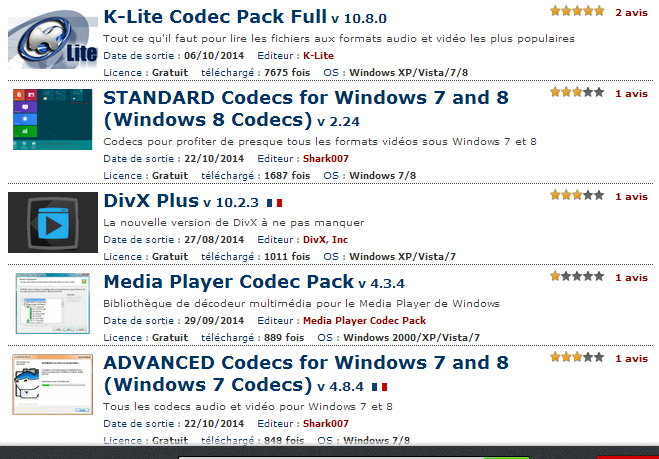 Lite
K-Lite Codec Pack Full v 10.8.0
2 avis
Tout ce qu'il faut pour lire les fichiers aux formats audio et vidéo les plus populaires
Date de sortie : 06/10/2014 Editeur : K-Lite
Licence : Gratuit téléchargé : 7675 fois OS : Windows XP/Vista/7/8
STANDARD Codecs for Windows 7 and 8
(Windows 8 Codecs) v 2.24
1 avis
Codecs pour profiter de presque tous les formats vidéos sous Windows 7 et 8
Date de sortie : 22/10/2014 Editeur : Shark007
Licence : Gratuit téléchargé : 1687 fois OS : Windows 7/8
DivX Plus v 10.2.3
1 avis
La nouvelle version de DivX à ne pas manquer
Date de sortie : 27/08/2014 Editeur : DivX, Inc
Licence : Gratuit téléchargé : 1011 fois OS : Windows XP/Vista/7
Media Player Codec Pack v 4.3.4
1 avis
Bibliothèque de décodeur multimédia pour le Media Player de Windows
Date de sortie : 29/09/2014 Editeur : Media Player Codec Pack
Licence : Gratuit téléchargé : 889 fois OS : Windows 2000/XP/Vista/7
ADVANCED Codecs for Windows 7 and 8
(Windows 7 Codecs) v 4.8.4
1 avis
Tous les codecs audio et vidéo pour Windows 7 et 8
Date de sortie : 22/10/2014 Editeur : Shark007
Licence : Gratuit téléchargé : 848 fois OS : Windows 7/8